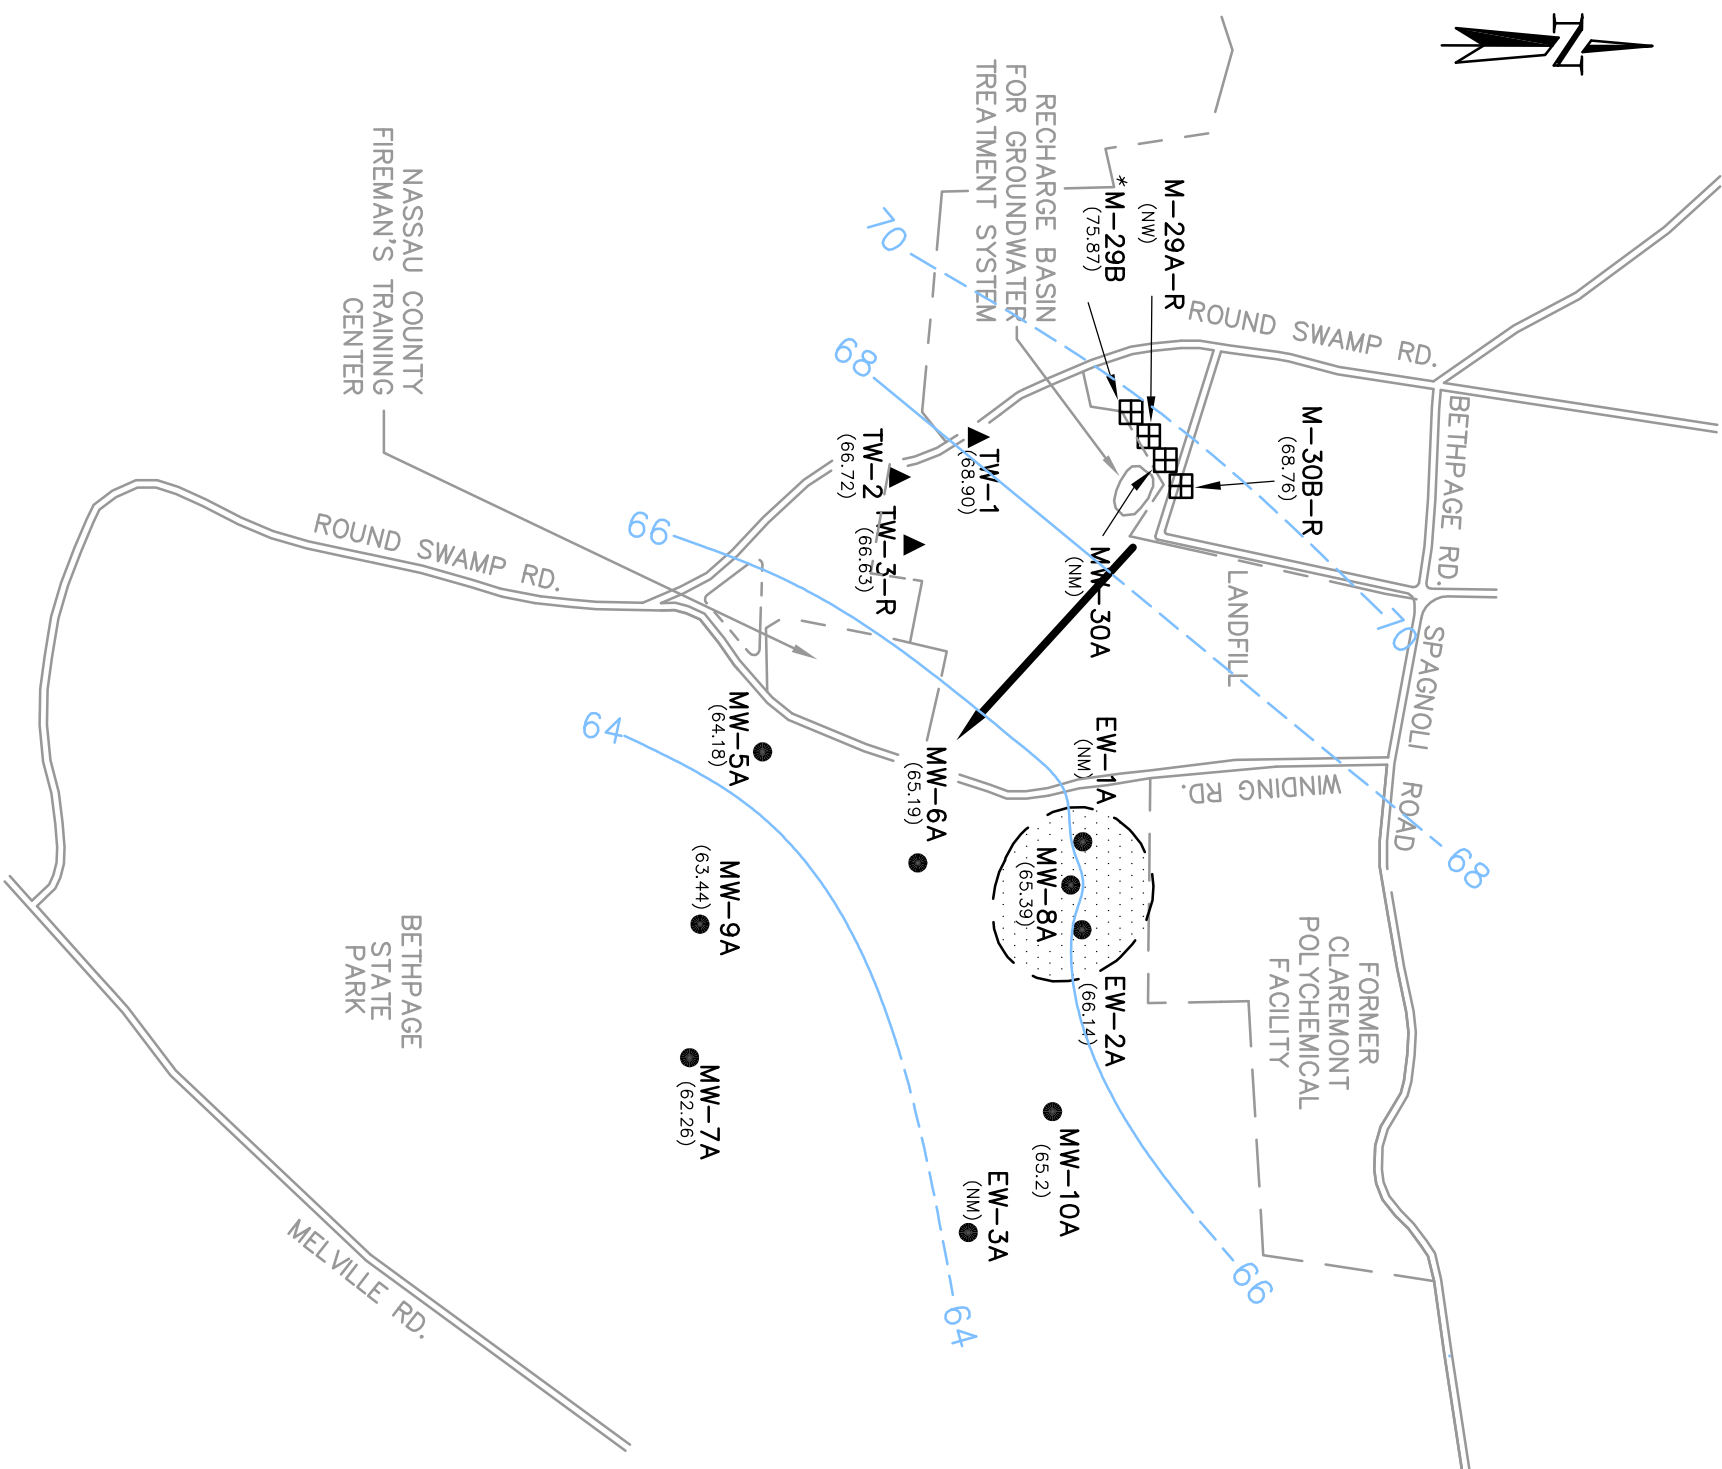 N
RECHARGE BASIN
FOR GROUNDWATER
TREATMENT SYSTEM
M-29A-R
(NW)
*M-29B
(75.87)
ROUND SWAMP RD.
BETHPAGE RD.
M-30B-R
(68.76)
70
68
NASSAU COUNTY
FIREMAN'S TRAINING
CENTER
TW-1
(68.90)
TW-2
(66.72)
TW-3-R
(66.63)
66
MW-30A
(NM)
LANDFILL
70
SPAGNOLI ROAD
ROUND SWAMP RD.
64
MW-5A
(64.18)
MW-6A
(65.19)
EW-1A
(NM)
WINDING RD.
68
MW-8A
(65.39)
MW-9A
(63.44)
EW-2A
(66.14)
FORMER
CLAREMONT
POLYCHEMICAL
FACILITY
BETHPAGE
STATE
PARK
MW-7A
(62.26)
MW-10A
(65.2)
EW-3A
(NM)
66
64
MELVILLE RD.